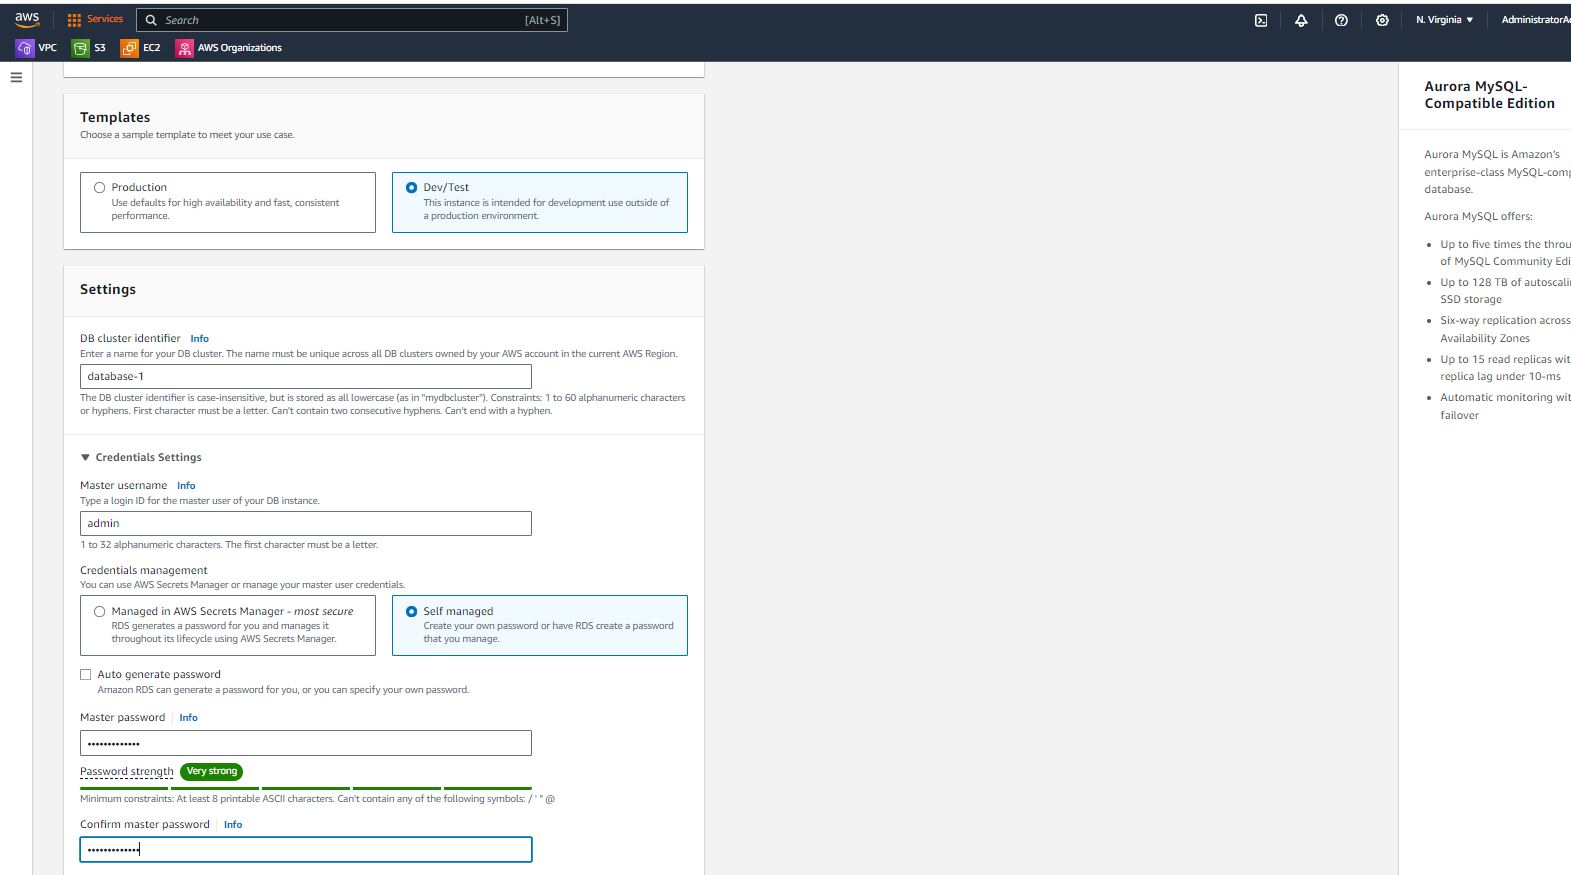 aws
Services
Search
[Alt+S]
N. Virginia
VPC
S3
EC2
AWS Organizations
Templates
Choose a sample template to meet your use case.
Production
Use defaults for high availability and fast, consistent
performance.
Dev/Test
This instance is intended for development use outside of
a production environment.
Settings
DB cluster identifier Info
Enter a name for your DB cluster. The name must be unique across all DB clusters owned by your AWS account in the current AWS Region.
database-1
The DB cluster identifier is case-insensitive, but is stored as all lowercase (as in "mydbcluster"). Constraints: 1 to 60 alphanumeric characters
or hyphens. First character must be a letter. Can't contain two consecutive hyphens. Can't end with a hyphen.
Credentials Settings
Master username Info
Type a login ID for the master user of your DB instance.
admin
1 to 32 alphanumeric characters. The first character must be a letter.
Credentials management
You can use AWS Secrets Manager or manage your master user credentials.
Managed in AWS Secrets Manager - most secure
RDS generates a password for you and manages it
throughout its lifecycle using AWS Secrets Manager.
Self managed
Create your own password or have RDS create a password
that you manage.
Auto generate password
Amazon RDS can generate a password for you, or you can specify your own password.
Master password Info
•••••••••••••
Password strength Very strong
Minimum constraints: At least 8 printable ASCII characters. Can't contain any of the following symbols: / ' " @
Confirm master password Info
•••••••••••••
Aurora MySQL-
Compatible Edition
Aurora MySQL is Amazon's
enterprise-class
database.
Aurora MySQL offers:
• Up to five times the
of MySQL Community
• Up to 128 TB of
SSD storage
• Six-way replication across
Availability Zones
• Up to 15 read replicas
replica lag under 10-ms
• Automatic monitoring
failover